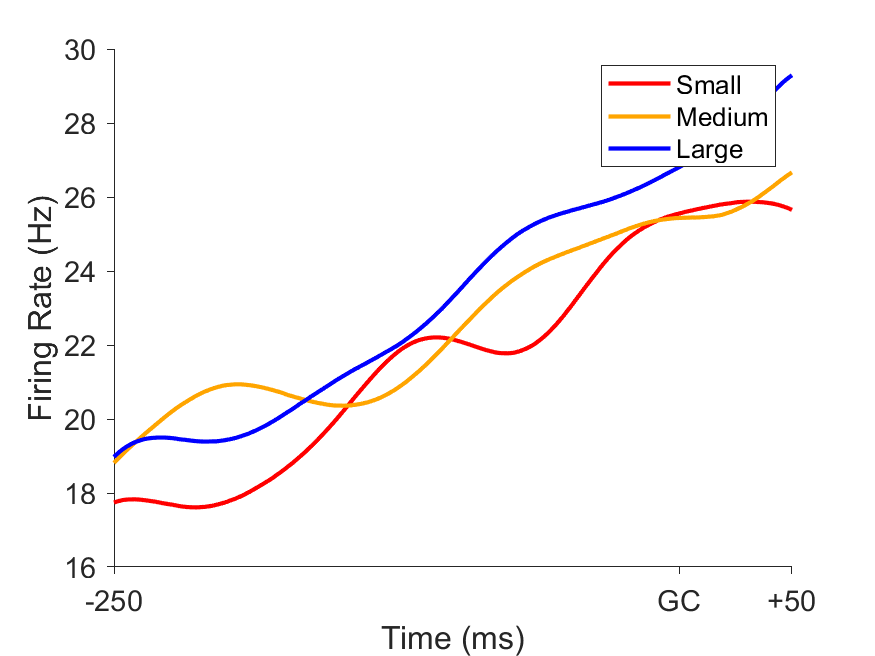 30
28
26
24
22
20
18
16
Firing Rate (Hz)
Small
Medium
Large
-250
GC
+50
Time (ms)